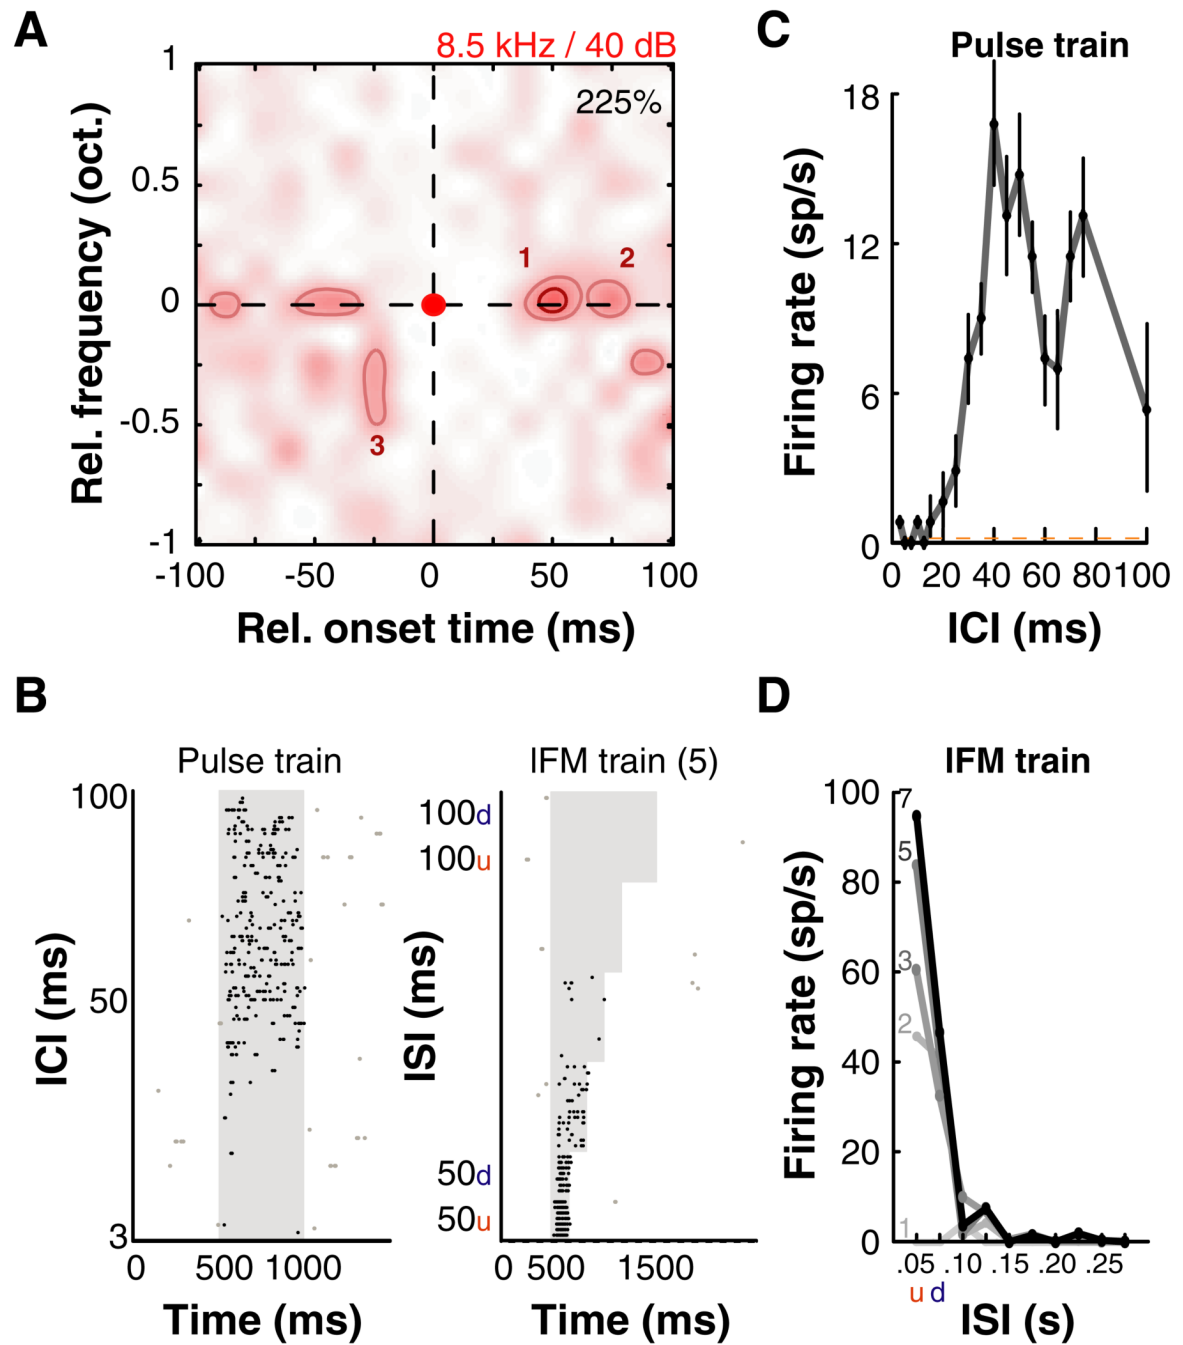 A
8.5 kHz / 40 dB
225%
Rel. frequency (oct.)
1
0.5
0
-0.5
-1
1
2
3
-100 -50 0 50 100
Rel. onset time (ms)
C
Pulse train
Firing rate (sp/s)
18
12
6
0
0 20 40 60 80 100
ICI (ms)
B
Pulse train
ICI (ms)
100
50
3
0 500 1000
Time (ms)
IFM train (5)
ISI (ms)
100d
100u
50d
50u
0 500 1500
Time (ms)
D
IFM train
Firing rate (sp/s)
100
80
60
40
20
0
7
5
3
2
1
.05 .10 .15 .20 .25
u d
ISI (s)